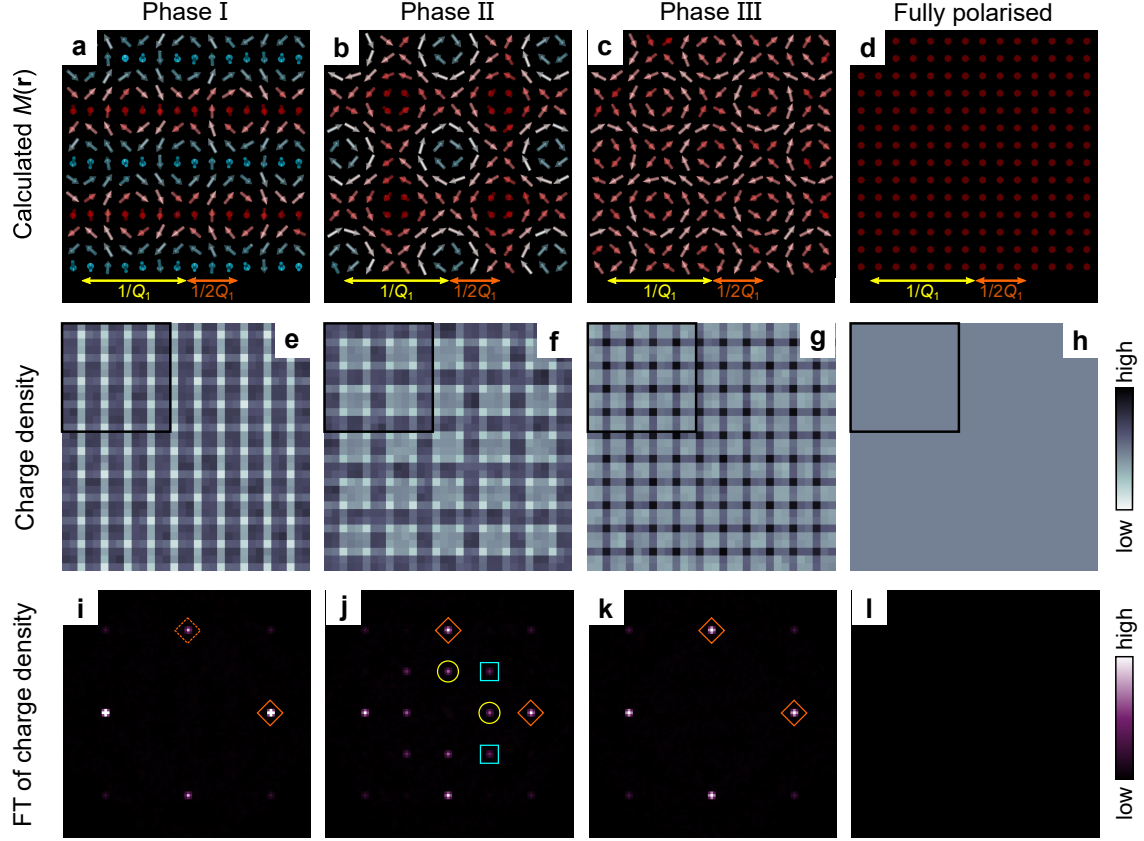 Phase I
Phase II
Phase III
Fully polarised
Calculated M(r)
a
b
c
d
1/Q₁
1/2Q₁
1/Q₁
1/2Q₁
1/Q₁
1/2Q₁
1/Q₁
1/2Q₁
Charge density
e
f
g
h
low
high
FT of charge density
i
j
k
l
low
high